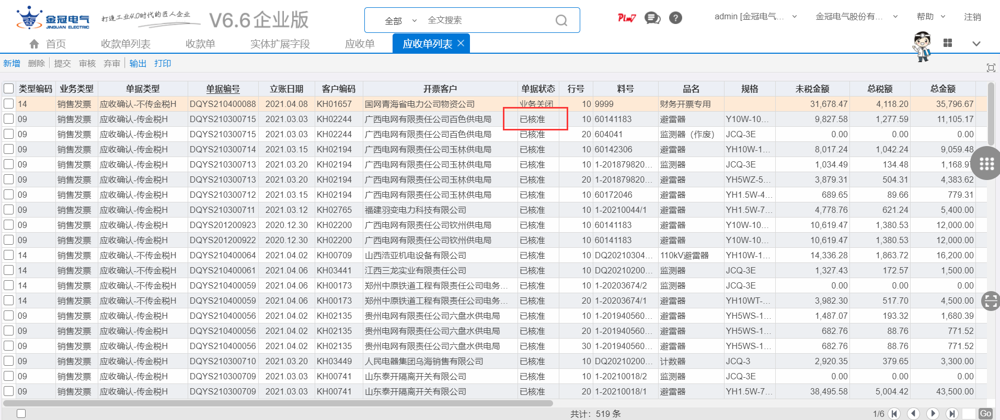 金冠电气 JINGUAN ELECTRIC 打造工业4.0时代的匠人企业 V6.6企业版 全部 全文搜索 Plm7 admin [金冠电气... 金冠电气股份有... 帮助 注销
首页 收款单列表 收款单 实体扩展字段 应收单 应收单列表
新增 删除 提交 审核 弃审 输出 打印
类型编码 业务类型 单据类型 单据编号 立账日期 客户编码 开票客户 单据状态 行号 料号 品名 规格 未税金额 总税额 总金额
14 销售发票 应收确认-不传金税H DQYS210400088 2021.04.08 KH01657 国网青海省电力公司物资公司 业务关闭 10 9999 财务开票专用 31,678.47 4,118.20 35,796.67
09 销售发票 应收确认-传金税H DQYS210300715 2021.03.03 KH02244 广西电网有限责任公司百色供电局 已核准 10 60141183 避雷器 Y10W-10... 9,827.58 1,277.59 11,105.17
09 销售发票 应收确认-传金税H DQYS210300715 2021.03.03 KH02244 广西电网有限责任公司百色供电局 已核准 20 604041 监测器（作废） JCQ-3E 0.00 0.00 0.00
09 销售发票 应收确认-传金税H DQYS210300714 2021.03.15 KH02194 广西电网有限责任公司玉林供电局 已核准 10 60142306 避雷器 YH10W-1... 8,017.24 1,042.24 9,059.48
09 销售发票 应收确认-传金税H DQYS210300713 2021.03.20 KH02194 广西电网有限责任公司玉林供电局 已核准 10 1-201879820... 监测器 JCQ-3E 1,034.49 134.48 1,168.97
09 销售发票 应收确认-传金税H DQYS210300713 2021.03.20 KH02194 广西电网有限责任公司玉林供电局 已核准 20 1-201879820... 避雷器 YH5WZ-5... 3,879.31 504.31 4,383.62
09 销售发票 应收确认-传金税H DQYS210300712 2021.03.15 KH02194 广西电网有限责任公司玉林供电局 已核准 10 60172046 避雷器 YH1.5W-4... 689.65 89.66 779.31
09 销售发票 应收确认-传金税H DQYS210300711 2021.03.12 KH02765 福建羽变电力科技有限公司 已核准 10 1-20210044/1 避雷器 YH1.5W-7... 4,778.76 621.24 5,400.00
09 销售发票 应收确认-传金税H DQYS201200923 2020.12.30 KH02200 广西电网有限责任公司钦州供电局 已核准 10 60141183 避雷器 Y10W-10... 10,619.47 1,380.53 12,000.00
09 销售发票 应收确认-传金税H DQYS201200922 2020.12.30 KH02200 广西电网有限责任公司钦州供电局 已核准 10 60141183 避雷器 Y10W-10... 10,619.47 1,380.53 12,000.00
14 销售发票 应收确认-不传金税H DQYS210400064 2021.04.02 KH00709 山西浩亚机电设备有限公司 已核准 10 DQ20210304... 110kV避雷器 YH10W-1... 14,336.28 1,863.72 16,200.00
14 销售发票 应收确认-不传金税H DQYS210400061 2021.04.06 KH03441 江西三龙实业有限责任公司 已核准 10 DQ20210200... 监测器 JCQ-3E 1,327.43 172.57 1,500.00
14 销售发票 应收确认-不传金税H DQYS210400059 2021.04.06 KH00173 郑州中原铁道工程有限责任公司电务... 已核准 10 1-20203674/2 监测器 JCQ-3E 0.00 0.00 0.00
14 销售发票 应收确认-不传金税H DQYS210400059 2021.04.06 KH00173 郑州中原铁道工程有限责任公司电务... 已核准 20 1-20203674/1 避雷器 YH10WT-... 3,982.30 517.70 4,500.00
09 销售发票 应收确认-传金税H DQYS210400056 2021.04.02 KH02135 贵州电网有限责任公司六盘水供电局 已核准 10 1-201940560... 避雷器 YH5WS-1... 1,487.07 193.32 1,680.39
09 销售发票 应收确认-传金税H DQYS210400056 2021.04.02 KH02135 贵州电网有限责任公司六盘水供电局 已核准 20 1-201940560... 避雷器 YH5WS-1... 682.76 88.76 771.52
09 销售发票 应收确认-传金税H DQYS210400056 2021.04.02 KH02135 贵州电网有限责任公司六盘水供电局 已核准 30 1-201940560... 避雷器 YH5WS-1... 682.76 88.76 771.52
09 销售发票 应收确认-传金税H DQYS210300710 2021.03.20 KH03449 人民电器集团乌海销售有限公司 已核准 10 DQ20210200... 计数器 JCQ-3 2,920.35 379.65 3,300.00
09 销售发票 应收确认-传金税H DQYS210300709 2021.03.03 KH00741 山东泰开隔离开关有限公司 已核准 10 1-20210018/2 监测器 JCQ-3E 0.00 0.00 0.00
09 销售发票 应收确认-传金税H DQYS210300709 2021.03.03 KH00741 山东泰开隔离开关有限公司 已核准 20 1-20210018/1 避雷器 YH1.5W-7... 38,495.58 5,004.42 43,500.00
共计：519 条 1/6 Go